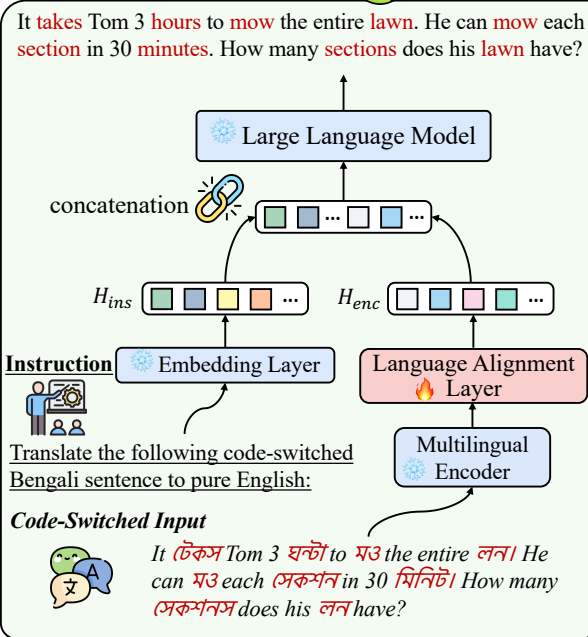 It takes Tom 3 hours to mow the entire lawn. He can mow each
section in 30 minutes. How many sections does his lawn have?
Large Language Model
concatenation
...
...
H_ins
...
H_enc
...
Instruction
Embedding Layer
Language Alignment
Layer
Translate the following code-switched
Bengali sentence to pure English:
Multilingual
Encoder
Code-Switched Input
It টেকস Tom 3 ঘন্টা to মও the entire লন। He
can মও each সেকশন in 30 মিনিট। How many
সেকশনস does his লন have?
文 A